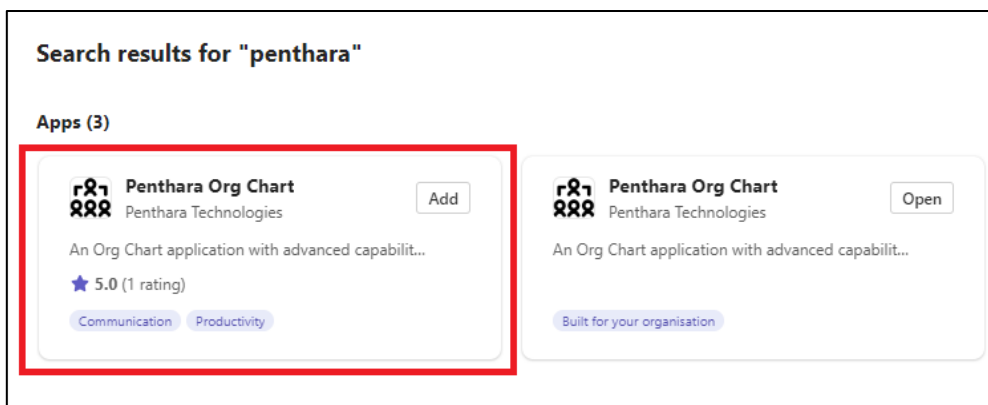 Search results for "penthara"
Apps (3)
Penthara Org Chart
Penthara Technologies
Add
An Org Chart application with advanced capabilit...
5.0 (1 rating)
Communication Productivity
Penthara Org Chart
Penthara Technologies
Open
An Org Chart application with advanced capabilit...
Built for your organisation